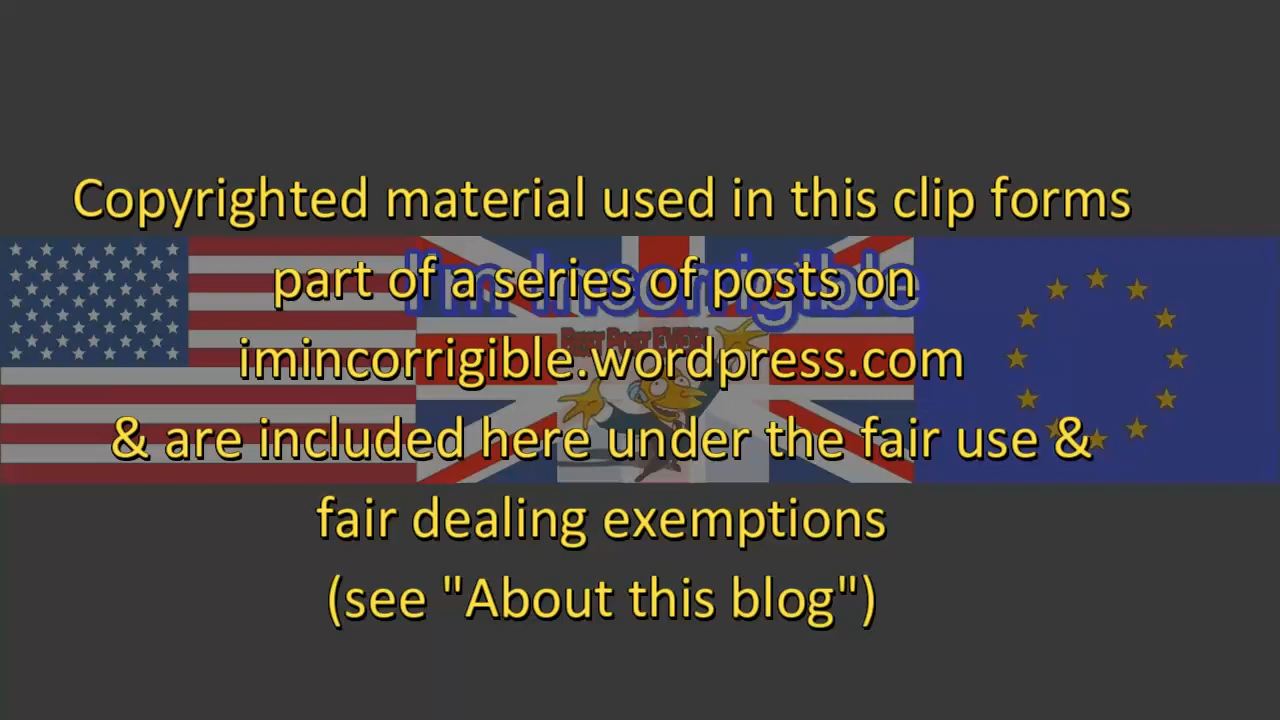 Copyrighted material used in this clip forms
part of a series of posts on
I'm Incorrigible
imincorrigible.wordpress.com
& are included here under the fair use &
fair dealing exemptions
(see "About this blog")